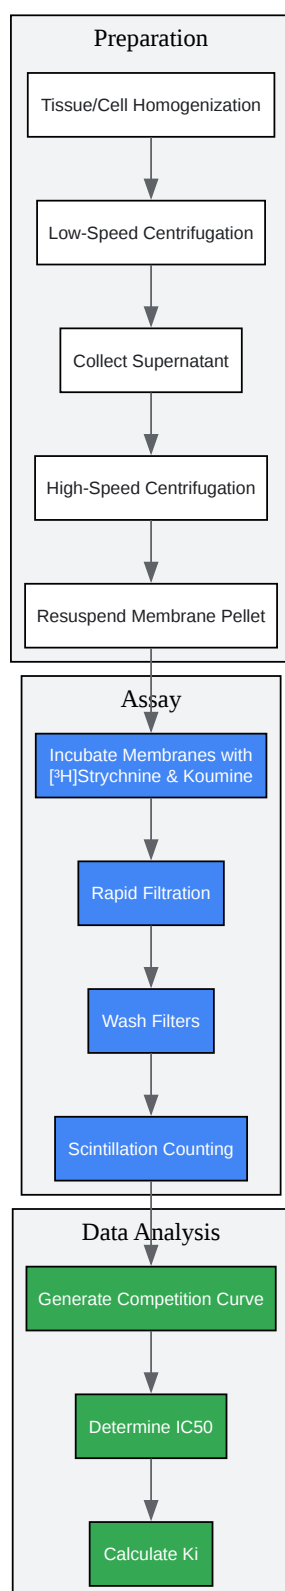 Preparation
Tissue/Cell Homogenization
Low-Speed Centrifugation
Collect Supernatant
High-Speed Centrifugation
Resuspend Membrane Pellet
Assay
Incubate Membranes with
[³H]Strychnine & Koumine
Rapid Filtration
Wash Filters
Scintillation Counting
Data Analysis
Generate Competition Curve
Determine IC50
Calculate Ki